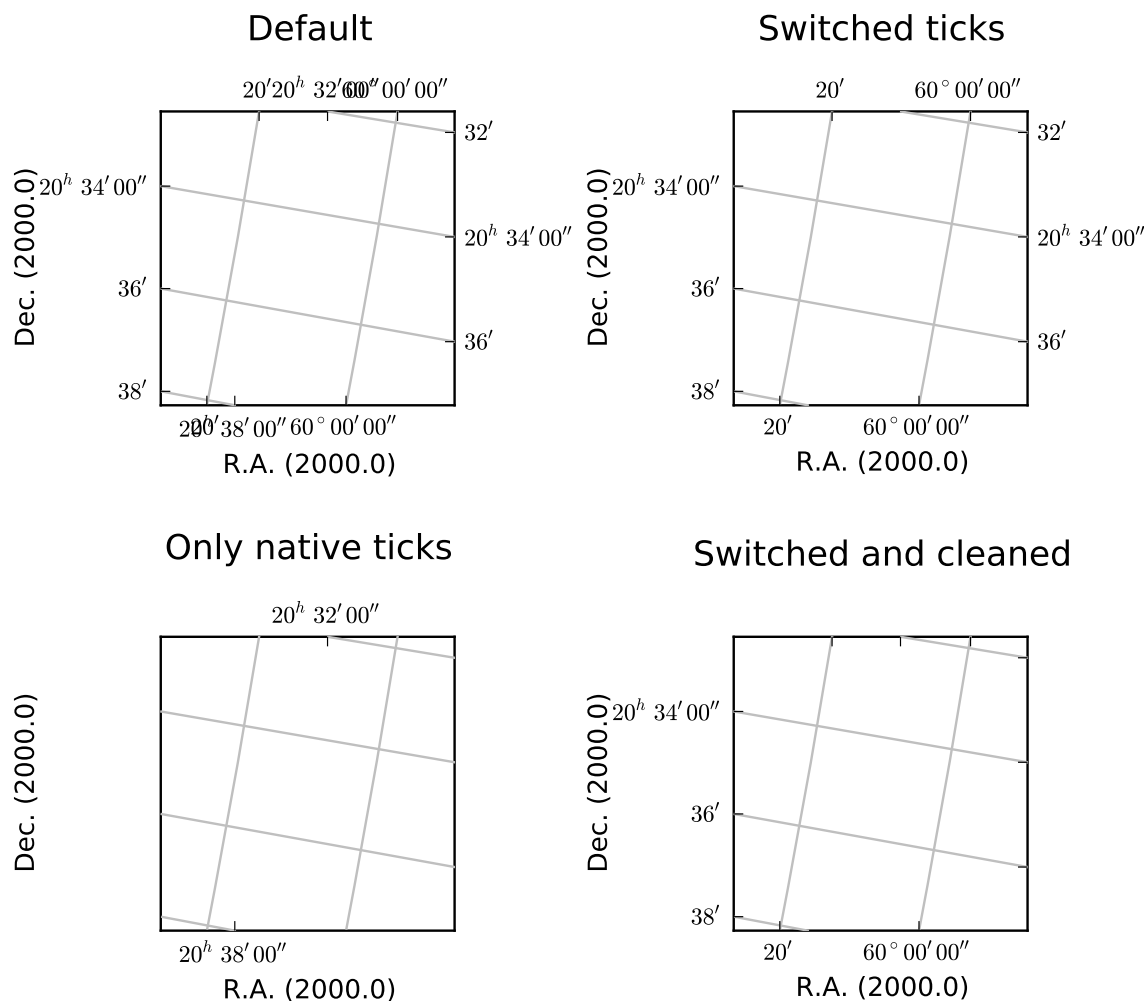 Default
20′ 20ʰ 32′ 00″ 60° 00′ 00″
32′
20ʰ 34′ 00″
20ʰ 34′ 00″
36′
36′
38′
20ʰ 38′ 00″ 20′ 60° 00′ 00″
Dec. (2000.0)
R.A. (2000.0)
Switched ticks
20′ 60° 00′ 00″
32′
20ʰ 34′ 00″
20ʰ 34′ 00″
36′
36′
38′
20′ 60° 00′ 00″
Dec. (2000.0)
R.A. (2000.0)
Only native ticks
20ʰ 32′ 00″
Dec. (2000.0)
20ʰ 38′ 00″
R.A. (2000.0)
Switched and cleaned
20ʰ 34′ 00″
36′
38′
20′ 60° 00′ 00″
Dec. (2000.0)
R.A. (2000.0)